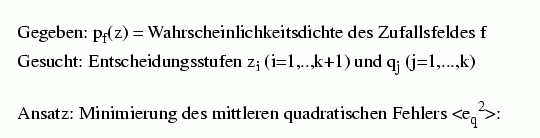 Gegeben: p_f(z) = Wahrscheinlichkeitsdichte des Zufallsfeldes f
Gesucht: Entscheidungsstufen z_i (i=1,..,k+1) und q_j (j=1,...,k)
Ansatz: Minimierung des mittleren quadratischen Fehlers <e_q^2>: